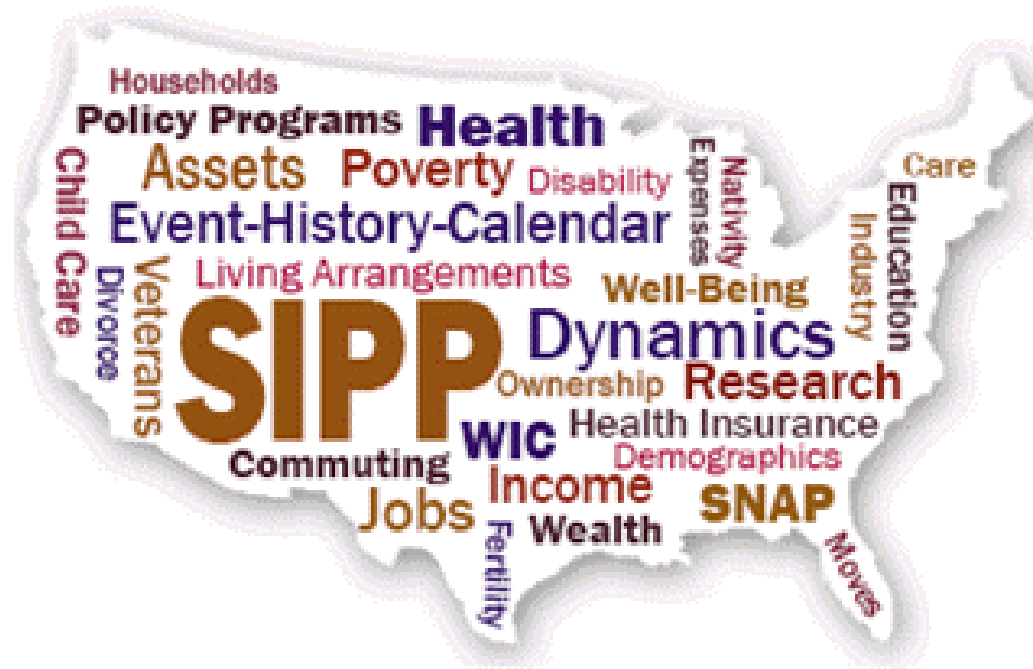 Households
Policy Programs
Health
Assets
Poverty
Disability
Expenses
Nativity
Care
Child Care
Event-History-Calendar
Education
Industry
Divorce
Veterans
Living Arrangements
Well-Being
SIPP
Dynamics
Ownership
Research
WIC
Health Insurance
Commuting
Demographics
Income
Jobs
SNAP
Fertility
Wealth
Moves